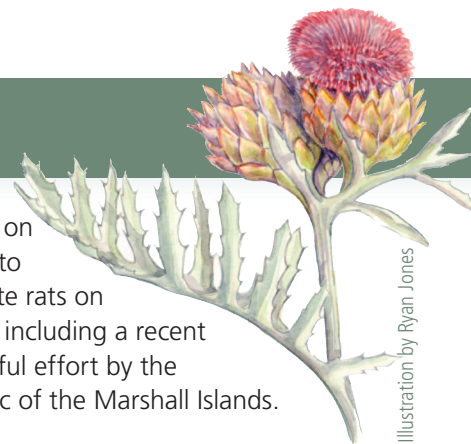 on
to
te rats on
including a recent
ful effort by the
c of the Marshall Islands.
Illustration by Ryan Jones